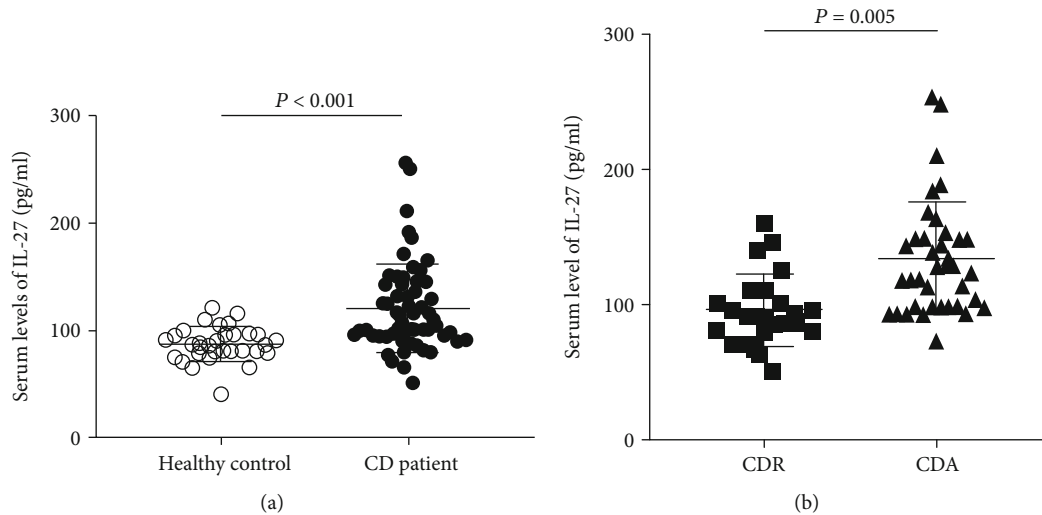 P < 0.001
300
200
100
0
Serum levels of IL-27 (pg/ml)
Healthy control CD patient
(a)
P = 0.005
300
200
100
0
Serum level of IL-27 (pg/ml)
CDR CDA
(b)